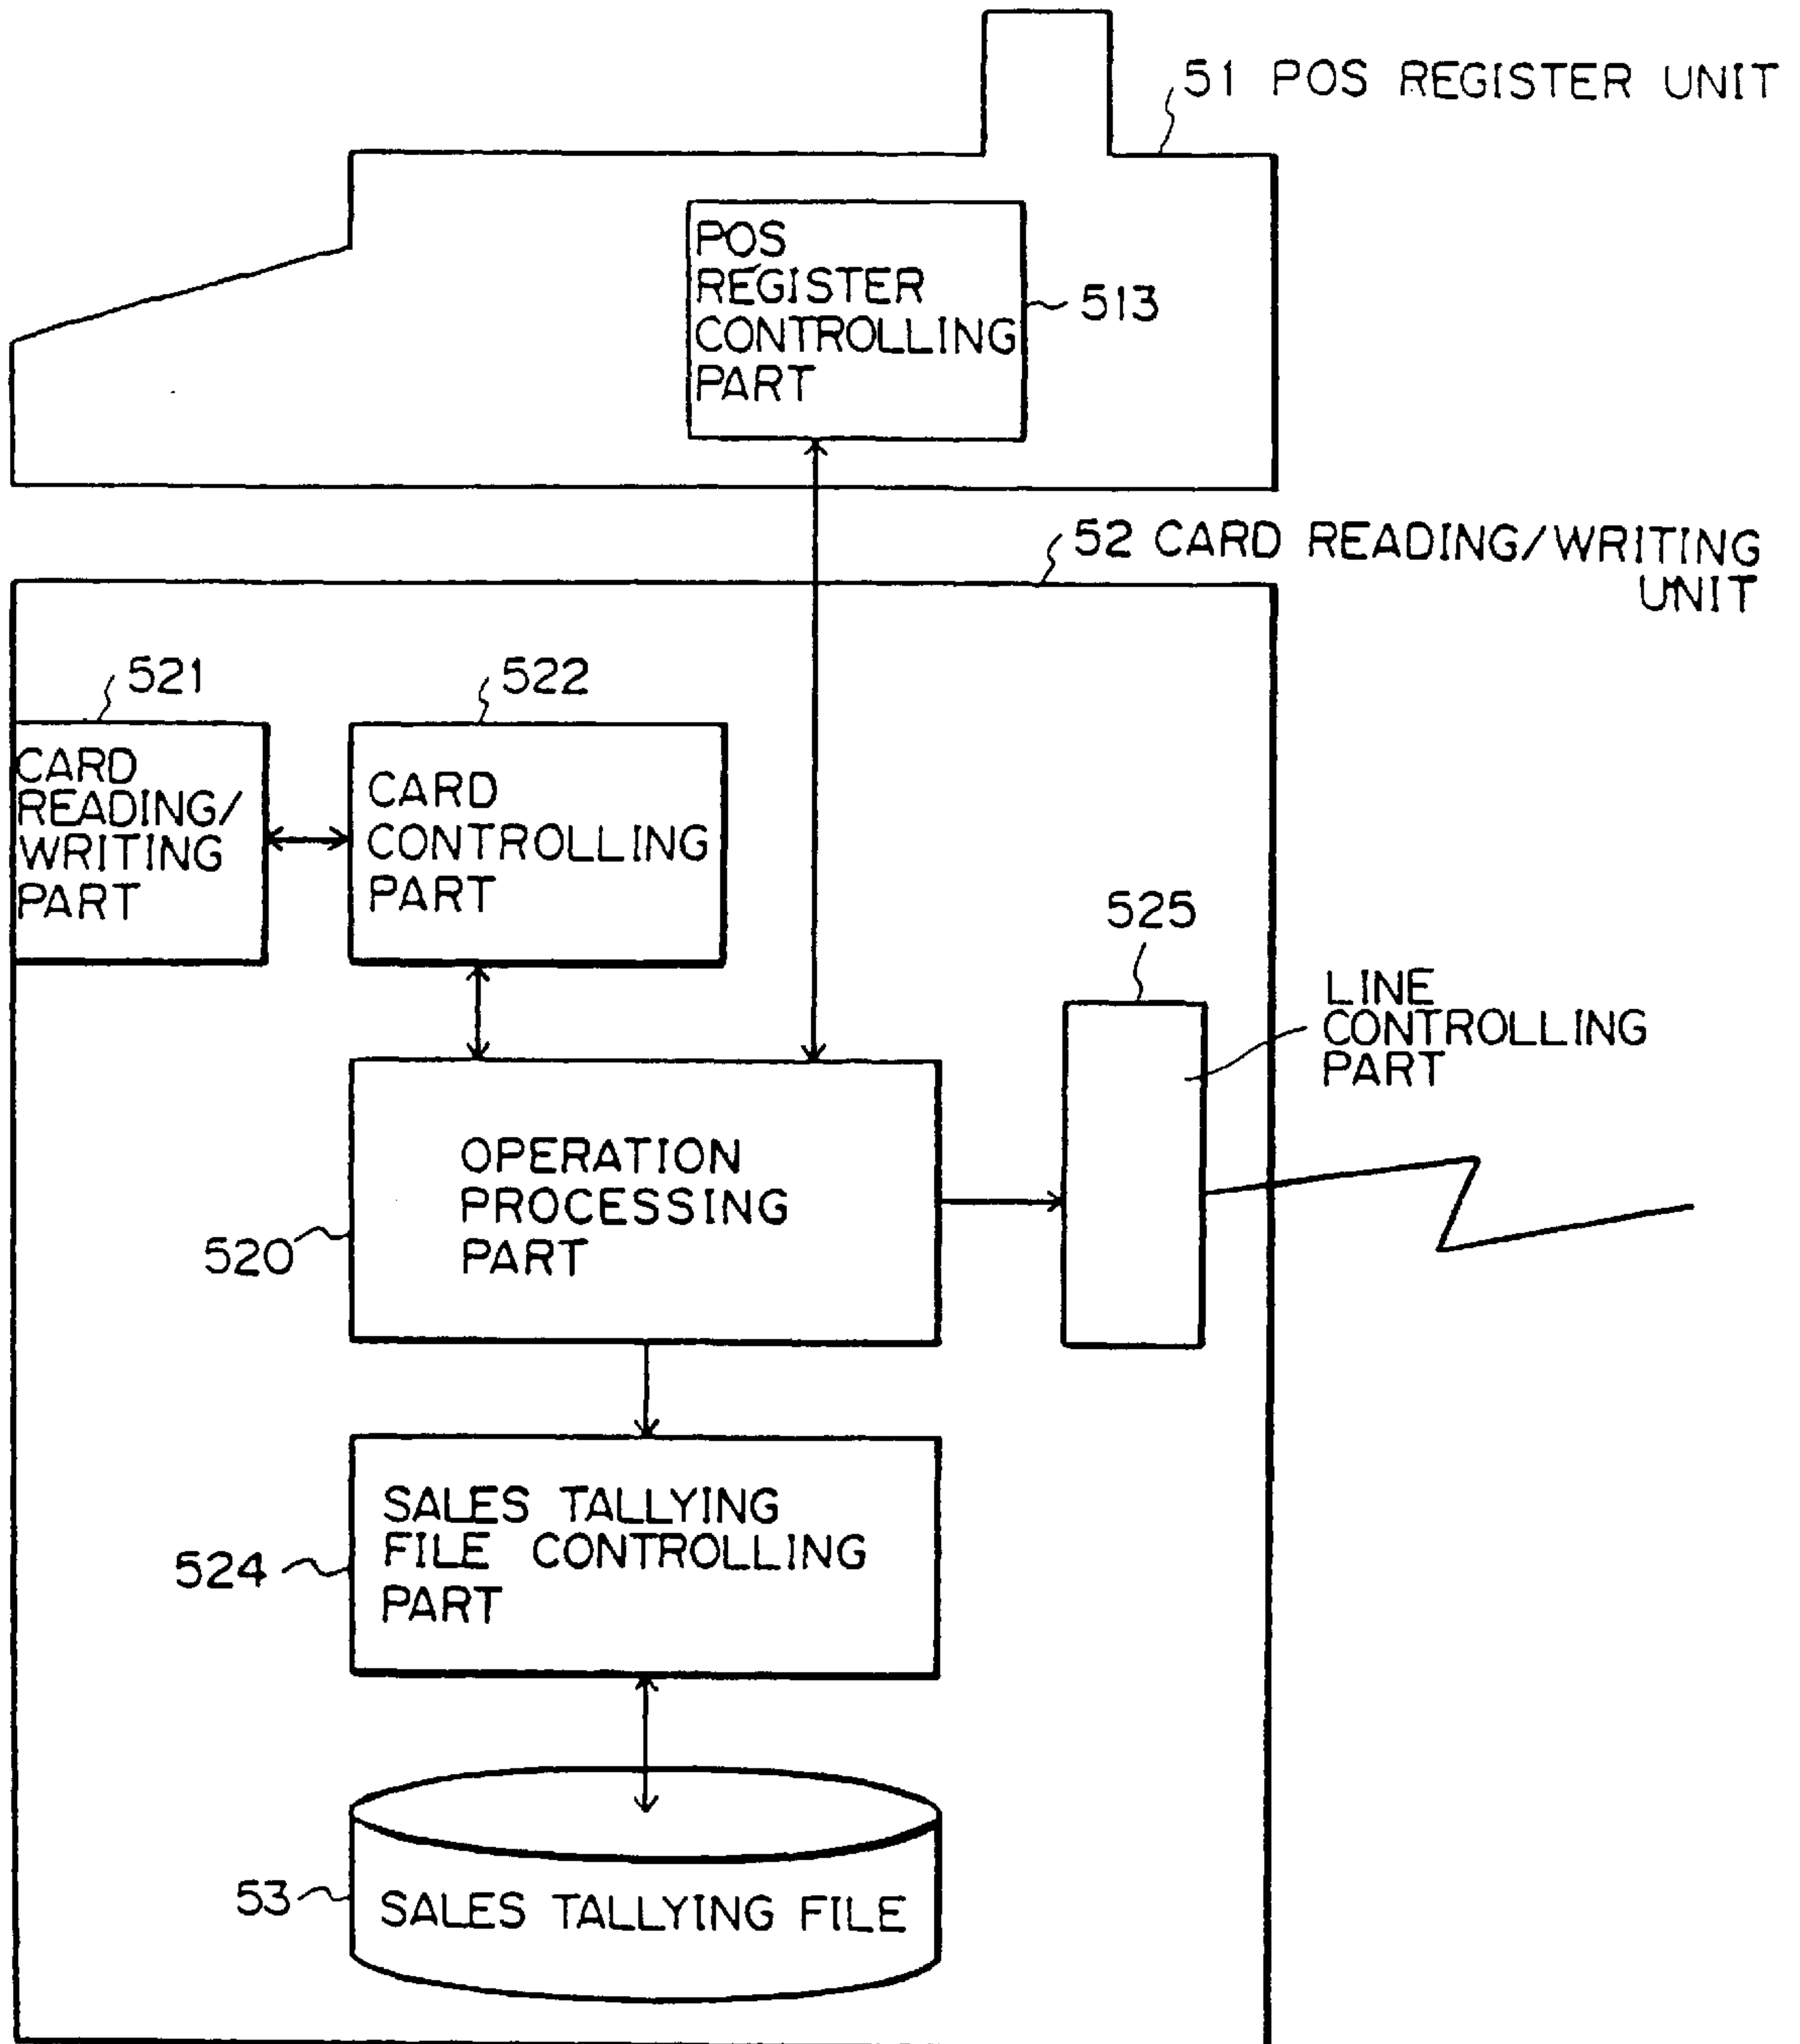 51 POS REGISTER UNIT
POS
REGISTER
CONTROLLING
PART
513
52 CARD READING/WRITING
UNIT
521
522
CARD
READING/
WRITING
PART
CARD
CONTROLLING
PART
525
LINE
CONTROLLING
PART
OPERATION
PROCESSING
PART
520
SALES TALLYING
FILE CONTROLLING
PART
524
53
SALES TALLYING FILE